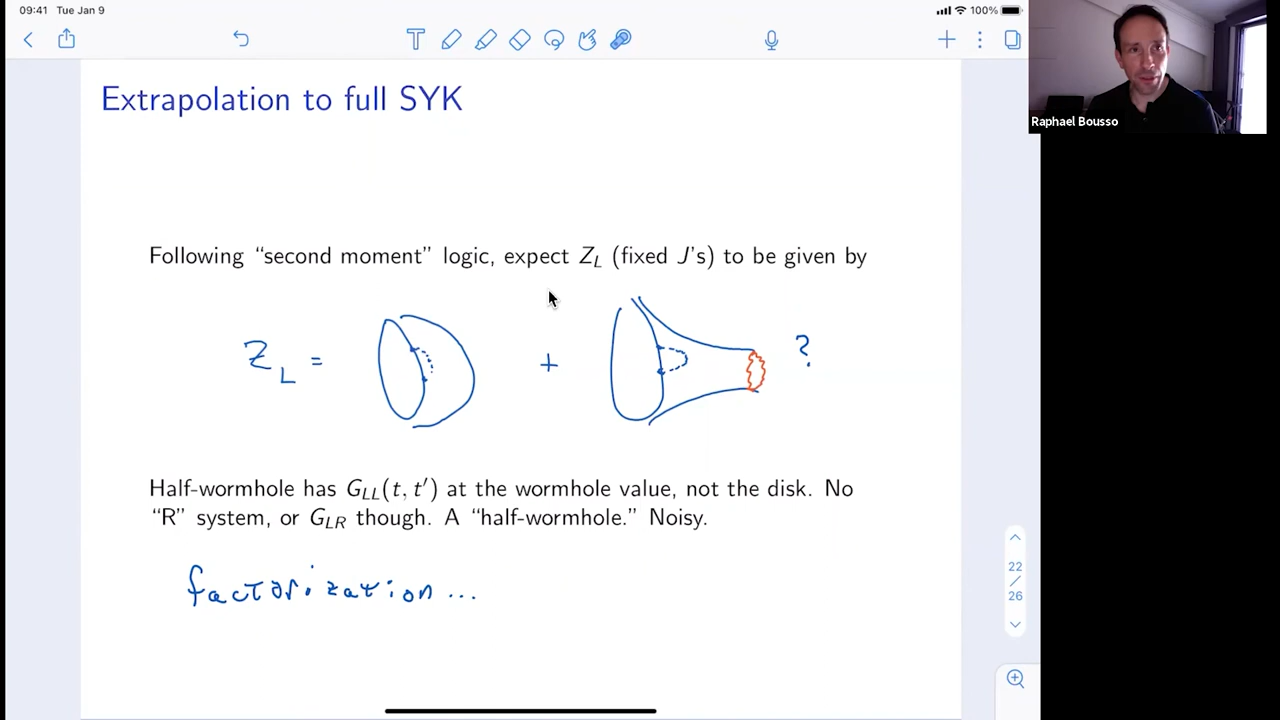 09:41 Tue Jan 9
100%
Extrapolation to full SYK
Raphael Bousso
Following “second moment” logic, expect Z_L (fixed J’s) to be given by
Z_L = + ?
Half-wormhole has G_LL(t, t′) at the wormhole value, not the disk. No
“R” system, or G_LR though. A “half-wormhole.” Noisy.
factorization...
22
/
26